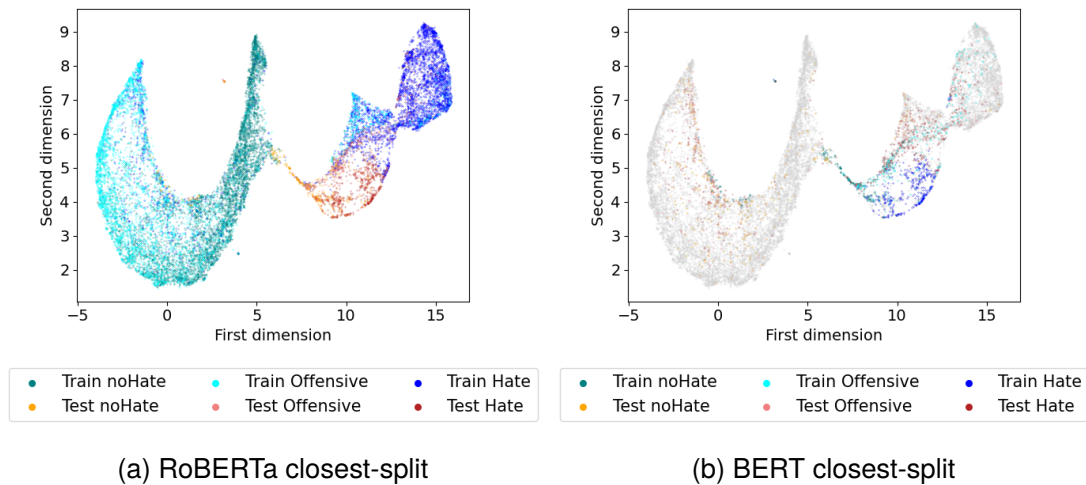 9
8
7
6
5
4
3
2
Second dimension
−5 0 5 10 15
First dimension
Train noHate Train Offensive Train Hate
Test noHate Test Offensive Test Hate
(a) RoBERTa closest-split
9
8
7
6
5
4
3
2
Second dimension
−5 0 5 10 15
First dimension
Train noHate Train Offensive Train Hate
Test noHate Test Offensive Test Hate
(b) BERT closest-split